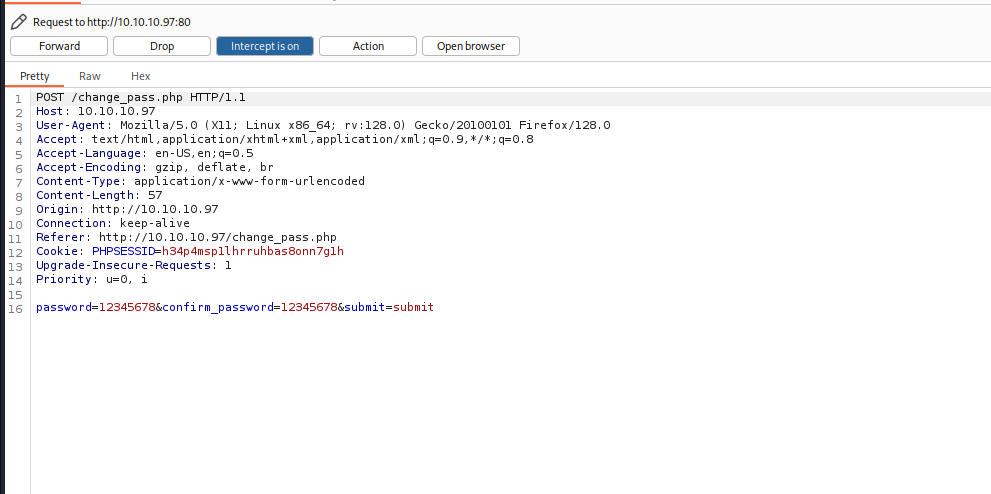 Request to http://10.10.10.97:80
Forward Drop Intercept is on Action Open browser
Pretty Raw Hex
1 POST /change_pass.php HTTP/1.1
2 Host: 10.10.10.97
3 User-Agent: Mozilla/5.0 (X11; Linux x86_64; rv:128.0) Gecko/20100101 Firefox/128.0
4 Accept: text/html,application/xhtml+xml,application/xml;q=0.9,*/*;q=0.8
5 Accept-Language: en-US,en;q=0.5
6 Accept-Encoding: gzip, deflate, br
7 Content-Type: application/x-www-form-urlencoded
8 Content-Length: 57
9 Origin: http://10.10.10.97
10 Connection: keep-alive
11 Referer: http://10.10.10.97/change_pass.php
12 Cookie: PHPSESSID=h34p4msp1lhrruhbas8onn7g1h
13 Upgrade-Insecure-Requests: 1
14 Priority: u=0, i
15
16 password=12345678&confirm_password=12345678&submit=submit